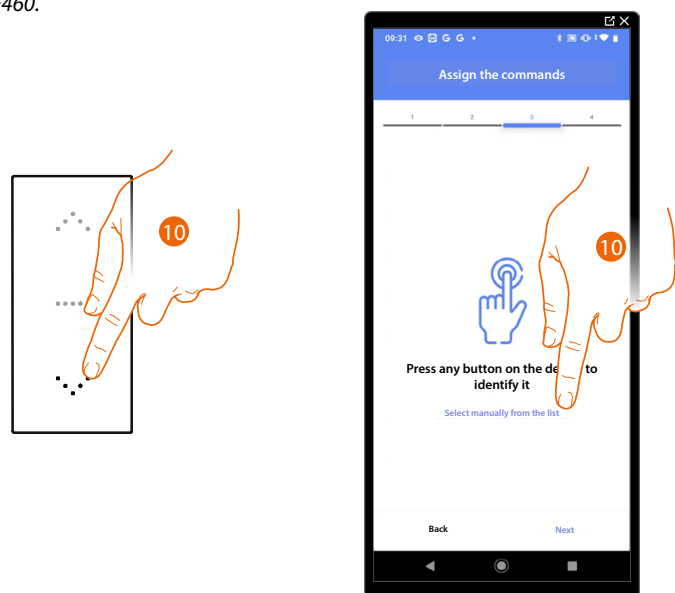 460.
09:31 G G
Assign the commands
1 2 3 4
10
10
Press any button on the de to
identify it
Select manually from the list
Back Next